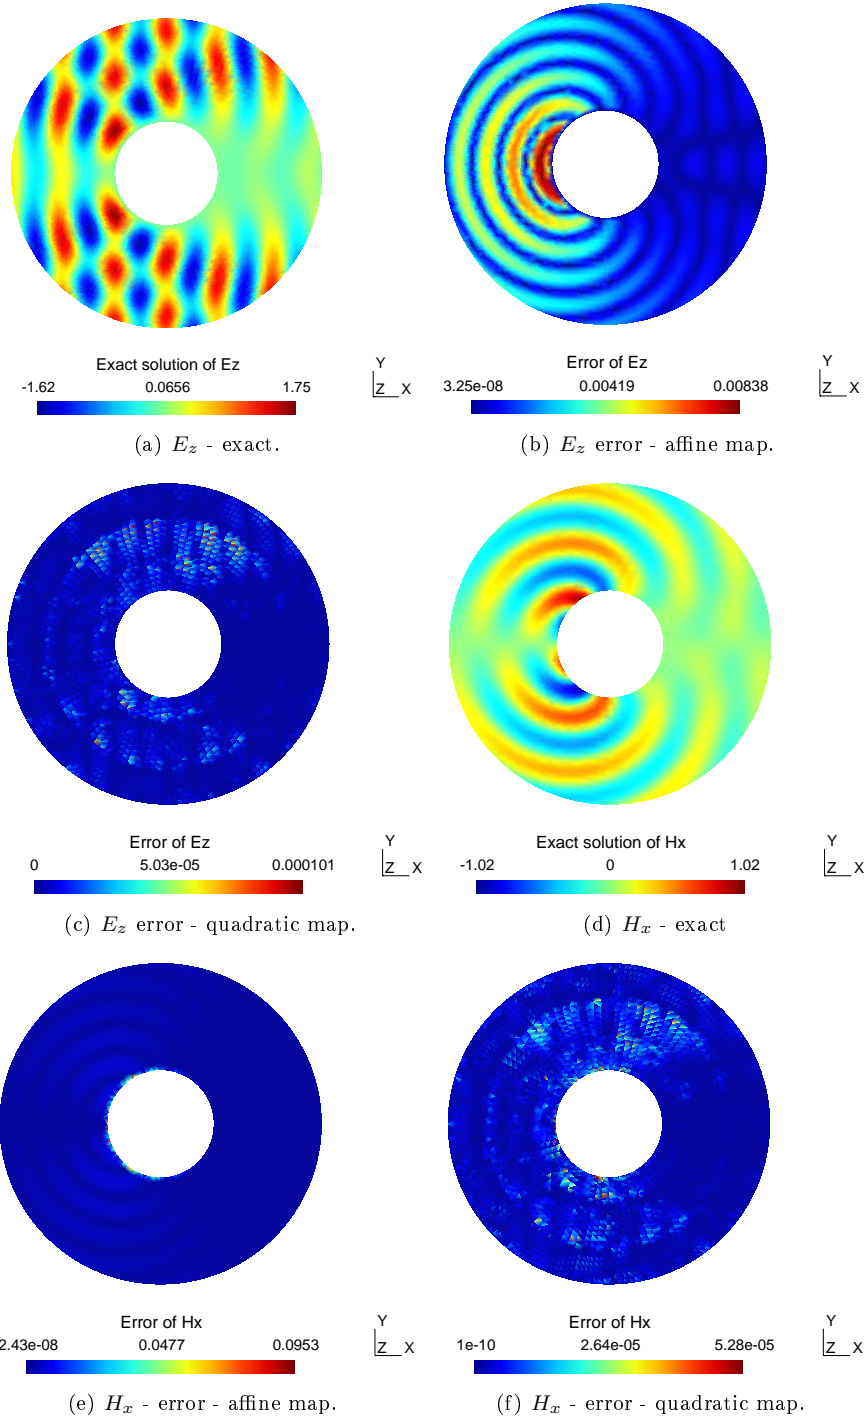 Exact solution of Ez
-1.62 0.0656 1.75
Y
Z X
(a) Ez - exact.
Error of Ez
3.25e-08 0.00419 0.00838
Y
Z X
(b) Ez error - affine map.
Error of Ez
0 5.03e-05 0.000101
Y
Z X
(c) Ez error - quadratic map.
Exact solution of Hx
-1.02 0 1.02
Y
Z X
(d) Hx - exact
Error of Hx
2.43e-08 0.0477 0.0953
Y
Z X
(e) Hx - error - affine map.
Error of Hx
1e-10 2.64e-05 5.28e-05
Y
Z X
(f) Hx - error - quadratic map.